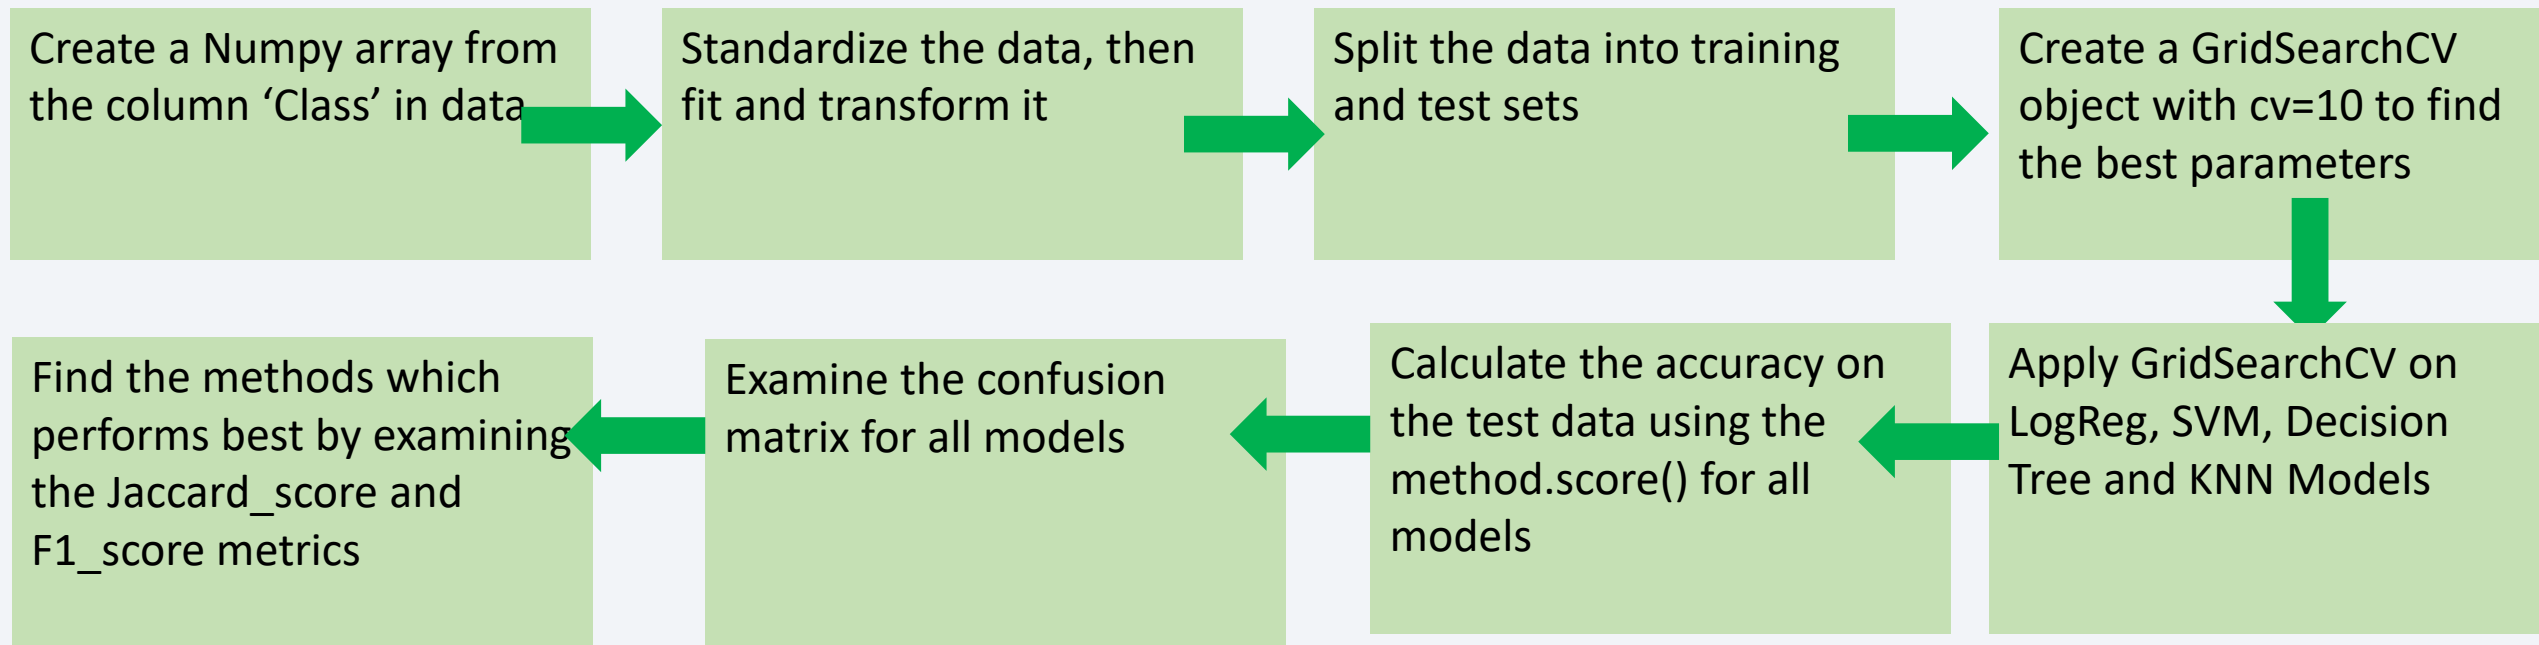 Create a Numpy array from
the column ‘Class’ in data
Standardize the data, then
fit and transform it
Split the data into training
and test sets
Create a GridSearchCV
object with cv=10 to find
the best parameters
Apply GridSearchCV on
LogReg, SVM, Decision
Tree and KNN Models
Calculate the accuracy on
the test data using the
method.score() for all
models
Examine the confusion
matrix for all models
Find the methods which
performs best by examining
the Jaccard_score and
F1_score metrics